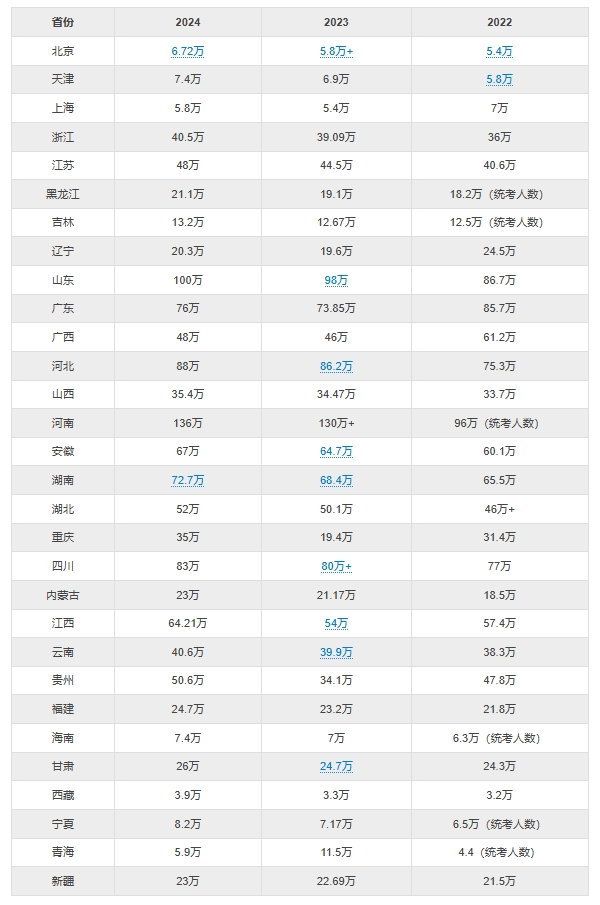 省份 2024 2023 2022
北京 6.72万 5.8万+ 5.4万
天津 7.4万 6.9万 5.8万
上海 5.8万 5.4万 7万
浙江 40.5万 39.09万 36万
江苏 48万 44.5万 40.6万
黑龙江 21.1万 19.1万 18.2万（统考人数）
吉林 13.2万 12.67万 12.5万（统考人数）
辽宁 20.3万 19.6万 24.5万
山东 100万 98万 86.7万
广东 76万 73.85万 85.7万
广西 48万 46万 61.2万
河北 88万 86.2万 75.3万
山西 35.4万 34.47万 33.7万
河南 136万 130万+ 96万（统考人数）
安徽 67万 64.7万 60.1万
湖南 72.7万 68.4万 65.5万
湖北 52万 50.1万 46万+
重庆 35万 19.4万 31.4万
四川 83万 80万+ 77万
内蒙古 23万 21.17万 18.5万
江西 64.21万 54万 57.4万
云南 40.6万 39.9万 38.3万
贵州 50.6万 34.1万 47.8万
福建 24.7万 23.2万 21.8万
海南 7.4万 7万 6.3万（统考人数）
甘肃 26万 24.7万 24.3万
西藏 3.9万 3.3万 3.2万
宁夏 8.2万 7.17万 6.5万（统考人数）
青海 5.9万 11.5万 4.4（统考人数）
新疆 23万 22.69万 21.5万